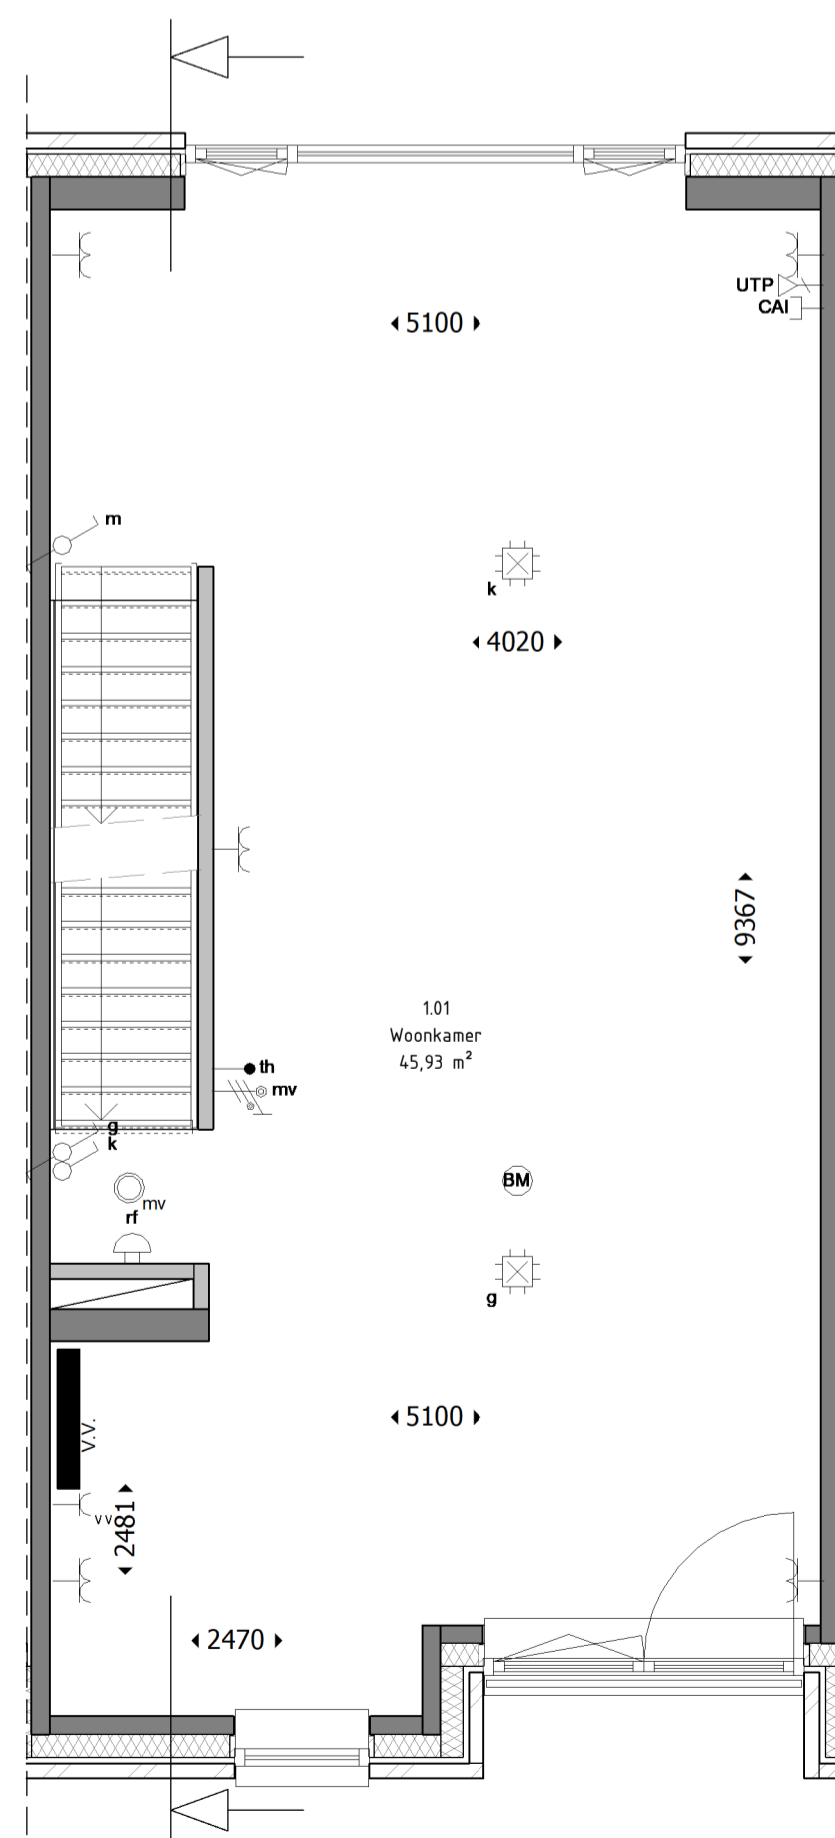 UTP
CAI
5100
m
k
4020
9367
1.01
Woonkamer
45,93 m²
th
mv
g
k
mv
rf
BM
g
5100
V.V.
vv
2481
2470